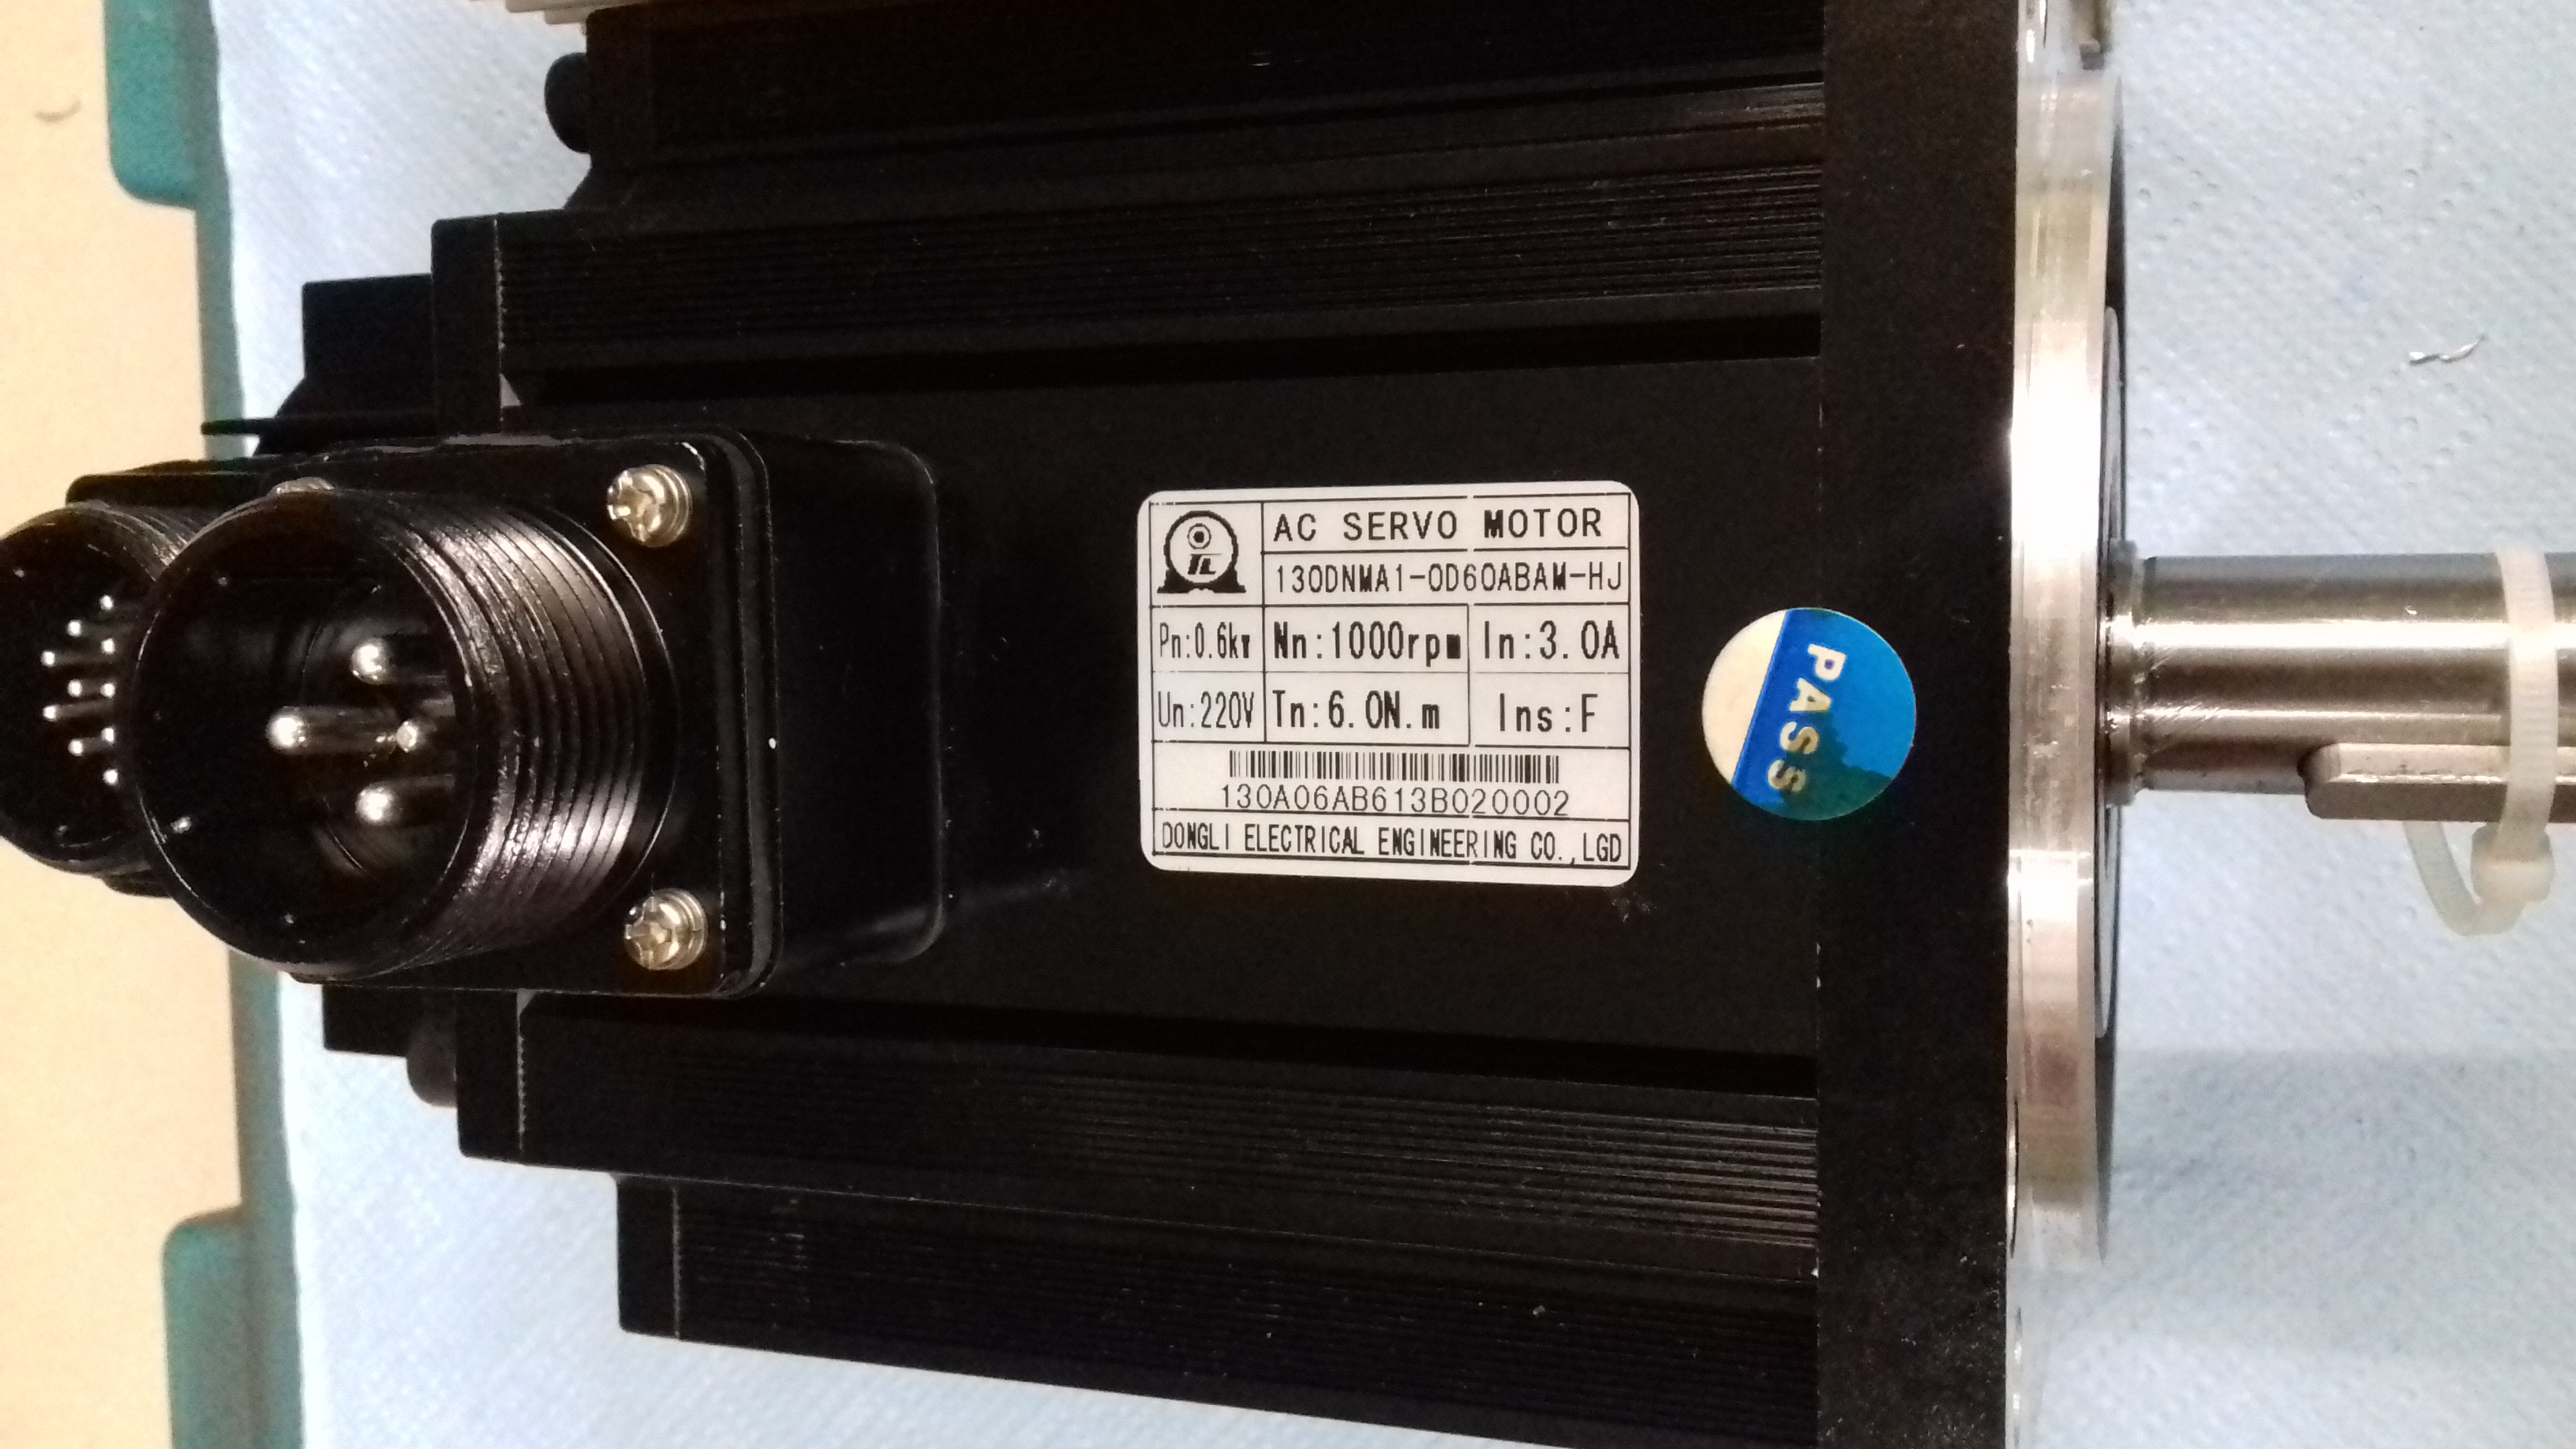 AC SERVO MOTOR
130DNMA1-0D60ABAM-HJ
Pn:0.6kw Nn:1000rpm In:3.0A
Un:220V Tn:6.0N.m Ins:F
130A06AB613B020002
DONGLI ELECTRICAL ENGINEERING CO.,LGD
PASS